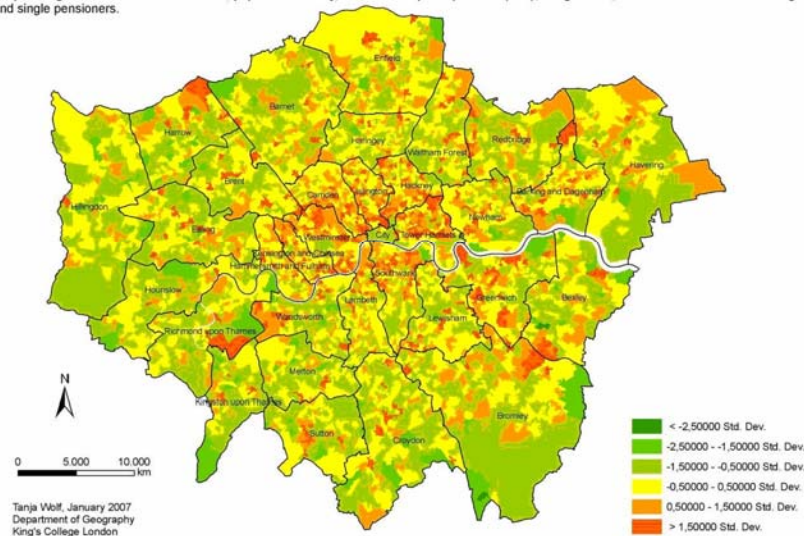 and single pensioners.
Enfield
Barnet
Harrow
Haringey
Waltham Forest
Redbridge
Havering
Brent
Camden
Islington
Hackney
Barking and Dagenham
Hillingdon
Ealing
Westminster
City
Tower Hamlets
Newham
Kensington and Chelsea
Hammersmith and Fulham
Southwark
Hounslow
Greenwich
Bexley
Richmond upon Thames
Wandsworth
Lambeth
Lewisham
Merton
Kingston upon Thames
Sutton
Croydon
Bromley
N
0 5.000 10.000
km
Tanja Wolf, January 2007
Department of Geography
King's College London
< -2,50000 Std. Dev.
-2,50000 - -1,50000 Std. Dev.
-1,50000 - -0,50000 Std. Dev.
-0,50000 - 0,50000 Std. Dev.
0,50000 - 1,50000 Std. Dev.
> 1,50000 Std. Dev.